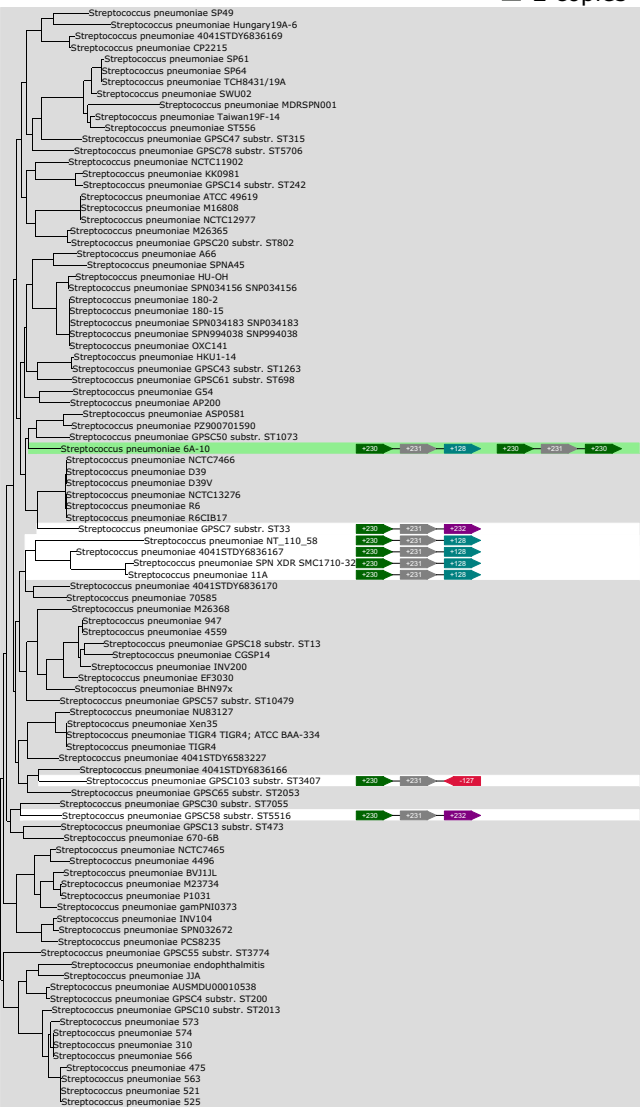 Streptococcus pneumoniae SP49
Streptococcus pneumoniae Hungary19A-6
Streptococcus pneumoniae 4041STDY6836169
Streptococcus pneumoniae CP2215
Streptococcus pneumoniae SP61
Streptococcus pneumoniae SP64
Streptococcus pneumoniae TCH8431/19A
Streptococcus pneumoniae SWU02
Streptococcus pneumoniae MDRSPN001
Streptococcus pneumoniae Taiwan19F-14
Streptococcus pneumoniae ST556
Streptococcus pneumoniae GPSC47 substr. ST315
Streptococcus pneumoniae GPSC78 substr. ST5706
Streptococcus pneumoniae NCTC11902
Streptococcus pneumoniae KK0981
Streptococcus pneumoniae GPSC14 substr. ST242
Streptococcus pneumoniae ATCC 49619
Streptococcus pneumoniae M16808
Streptococcus pneumoniae NCTC12977
Streptococcus pneumoniae M26365
Streptococcus pneumoniae GPSC20 substr. ST802
Streptococcus pneumoniae A66
Streptococcus pneumoniae SPNA45
Streptococcus pneumoniae HU-OH
Streptococcus pneumoniae SPN034156 SNP034156
Streptococcus pneumoniae 180-2
Streptococcus pneumoniae 180-15
Streptococcus pneumoniae SPN034183 SNP034183
Streptococcus pneumoniae SPN994038 SNP994038
Streptococcus pneumoniae OXC141
Streptococcus pneumoniae HKU1-14
Streptococcus pneumoniae GPSC43 substr. ST1263
Streptococcus pneumoniae GPSC61 substr. ST698
Streptococcus pneumoniae G54
Streptococcus pneumoniae AP200
Streptococcus pneumoniae ASP0581
Streptococcus pneumoniae PZ900701590
Streptococcus pneumoniae GPSC50 substr. ST1073
Streptococcus pneumoniae 6A-10 +230 +231 +128 +230 +231 +230
Streptococcus pneumoniae NCTC7466
Streptococcus pneumoniae D39
Streptococcus pneumoniae D39V
Streptococcus pneumoniae NCTC13276
Streptococcus pneumoniae R6
Streptococcus pneumoniae R6CIB17
Streptococcus pneumoniae GPSC7 substr. ST33 +230 +231 +232
Streptococcus pneumoniae NT_110_58 +230 +231 +128
Streptococcus pneumoniae 4041STDY6836167 +230 +231 +128
Streptococcus pneumoniae SPN XDR SMC1710-32 +230 +231 +128
Streptococcus pneumoniae 11A +230 +231 +128
Streptococcus pneumoniae 4041STDY6836170
Streptococcus pneumoniae 70585
Streptococcus pneumoniae M26368
Streptococcus pneumoniae 947
Streptococcus pneumoniae 4559
Streptococcus pneumoniae GPSC18 substr. ST13
Streptococcus pneumoniae CGSP14
Streptococcus pneumoniae INV200
Streptococcus pneumoniae EF3030
Streptococcus pneumoniae BHN97x
Streptococcus pneumoniae GPSC57 substr. ST10479
Streptococcus pneumoniae NU83127
Streptococcus pneumoniae Xen35
Streptococcus pneumoniae TIGR4 TIGR4; ATCC BAA-334
Streptococcus pneumoniae TIGR4
Streptococcus pneumoniae 4041STDY6583227
Streptococcus pneumoniae 4041STDY6836166
Streptococcus pneumoniae GPSC103 substr. ST3407 +230 +231 -127
Streptococcus pneumoniae GPSC65 substr. ST2053
Streptococcus pneumoniae GPSC30 substr. ST7055
Streptococcus pneumoniae GPSC58 substr. ST5516 +230 +231 +232
Streptococcus pneumoniae GPSC13 substr. ST473
Streptococcus pneumoniae 670-6B
Streptococcus pneumoniae NCTC7465
Streptococcus pneumoniae 4496
Streptococcus pneumoniae BVJ1JL
Streptococcus pneumoniae M23734
Streptococcus pneumoniae P1031
Streptococcus pneumoniae gamPNI0373
Streptococcus pneumoniae INV104
Streptococcus pneumoniae SPN032672
Streptococcus pneumoniae PCS8235
Streptococcus pneumoniae GPSC55 substr. ST3774
Streptococcus pneumoniae endophthalmitis
Streptococcus pneumoniae JJA
Streptococcus pneumoniae AUSMDU00010538
Streptococcus pneumoniae GPSC4 substr. ST200
Streptococcus pneumoniae GPSC10 substr. ST2013
Streptococcus pneumoniae 573
Streptococcus pneumoniae 574
Streptococcus pneumoniae 310
Streptococcus pneumoniae 566
Streptococcus pneumoniae 475
Streptococcus pneumoniae 563
Streptococcus pneumoniae 521
Streptococcus pneumoniae 525